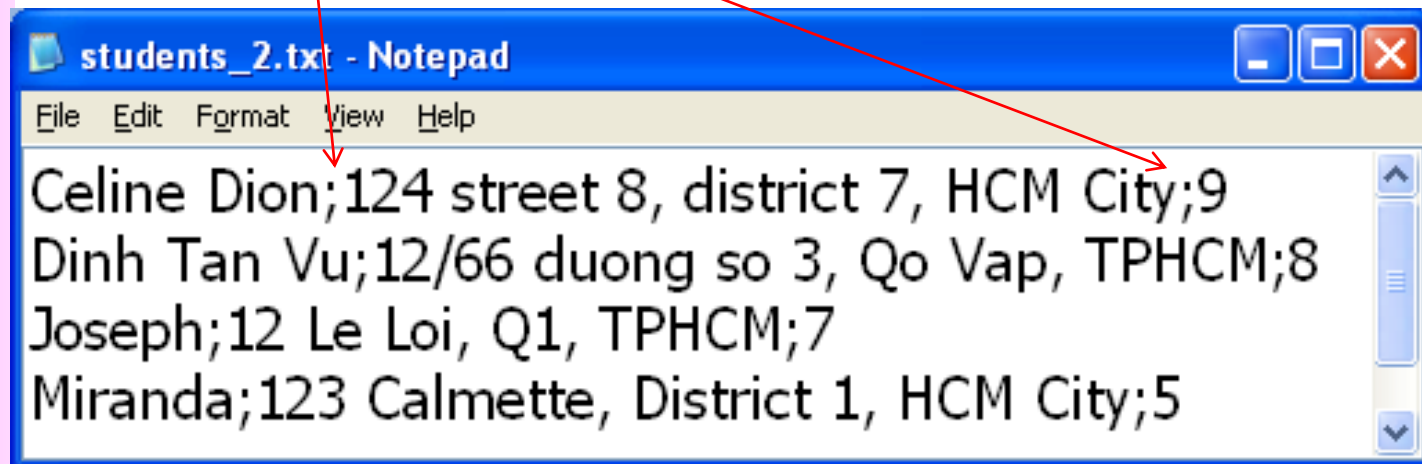 students_2.txt - Notepad
File Edit Format View Help
Celine Dion;124 street 8, district 7, HCM City;9
Dinh Tan Vu;12/66 duong so 3, Qo Vap, TPHCM;8
Joseph;12 Le Loi, Q1, TPHCM;7
Miranda;123 Calmette, District 1, HCM City;5